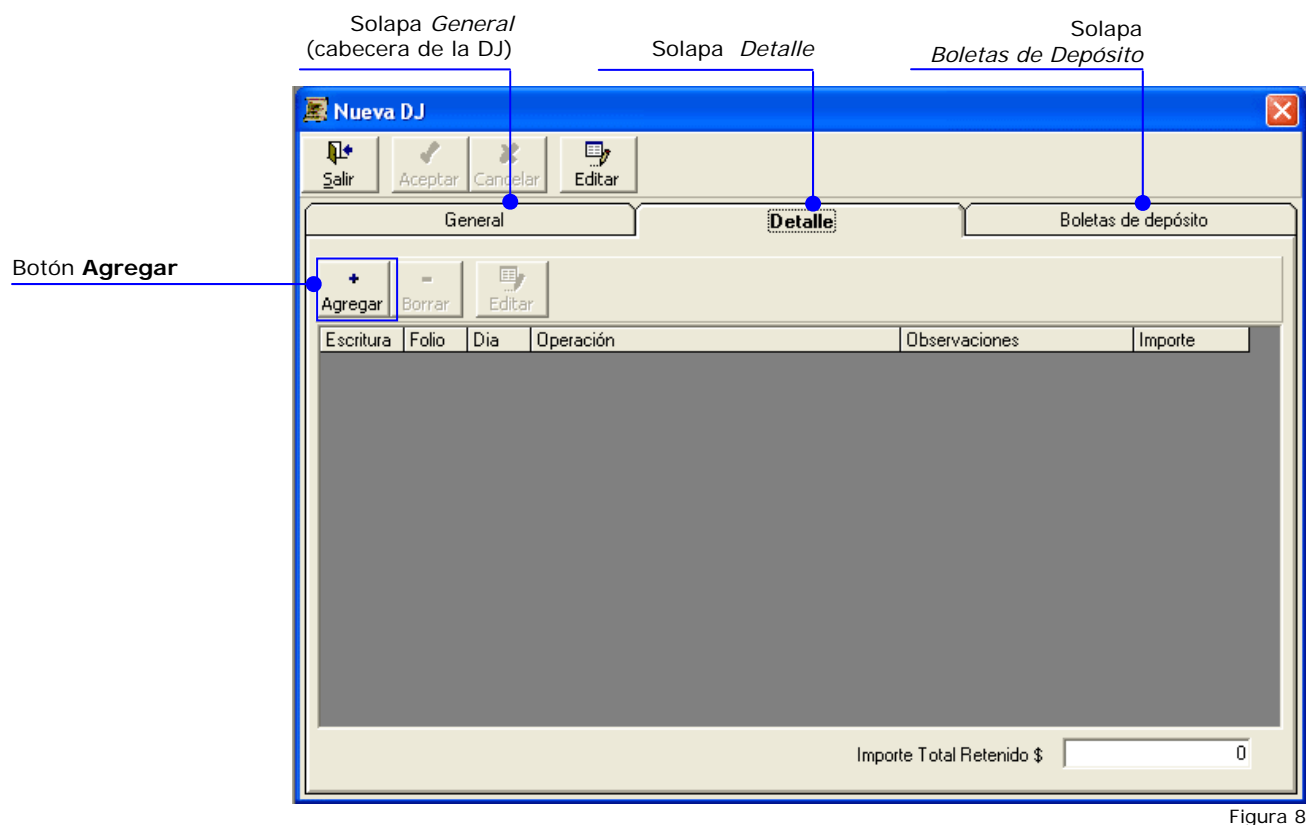 Solapa General
(cabecera de la DJ)
Solapa Detalle
Solapa
Boletas de Depósito
Nueva DJ
Salir Aceptar Cancelar Editar
General Detalle Boletas de depósito
Botón Agregar
+ -
Agregar Borrar Editar
Escritura Folio Dia Operación Observaciones Importe
Importe Total Retenido $ 0
Figura 8